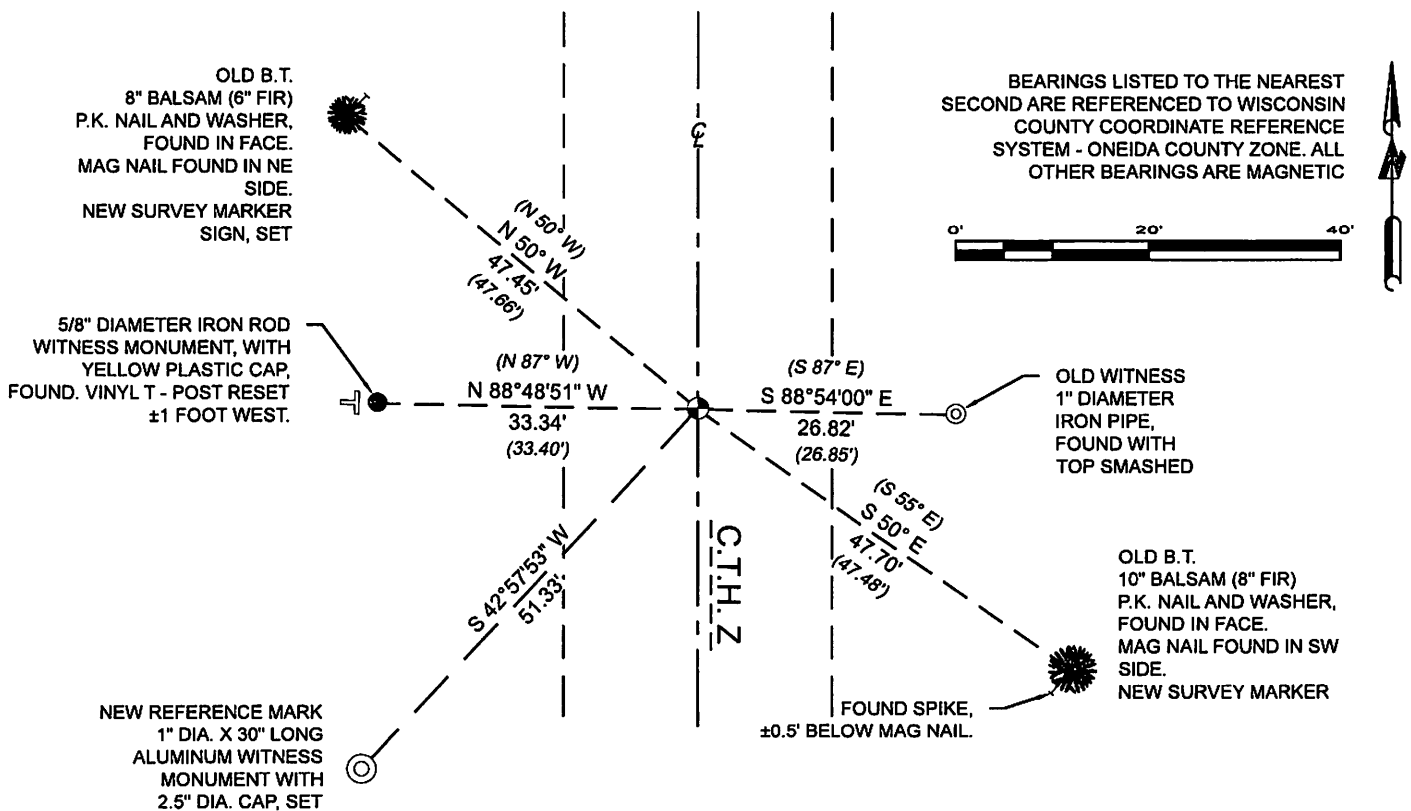 OLD B.T.
8" BALSAM (6" FIR)
P.K. NAIL AND WASHER,
FOUND IN FACE.
MAG NAIL FOUND IN NE
SIDE.
NEW SURVEY MARKER
SIGN, SET
℄
BEARINGS LISTED TO THE NEAREST
SECOND ARE REFERENCED TO WISCONSIN
COUNTY COORDINATE REFERENCE
SYSTEM - ONEIDA COUNTY ZONE. ALL
OTHER BEARINGS ARE MAGNETIC
0' 20' 40'
(N 50° W)
N 50° W
47.45'
(47.66')
5/8" DIAMETER IRON ROD
WITNESS MONUMENT, WITH
YELLOW PLASTIC CAP,
FOUND. VINYL T - POST RESET
±1 FOOT WEST.
(N 87° W)
N 88°48'51" W
33.34'
(33.40')
(S 87° E)
S 88°54'00" E
26.82'
(26.85')
OLD WITNESS
1" DIAMETER
IRON PIPE,
FOUND WITH
TOP SMASHED
S 42°57'53" W
51.33'
C.T.H. Z
(S 55° E)
S 50° E
47.70'
(47.48')
OLD B.T.
10" BALSAM (8" FIR)
P.K. NAIL AND WASHER,
FOUND IN FACE.
MAG NAIL FOUND IN SW
SIDE.
NEW SURVEY MARKER
FOUND SPIKE,
±0.5' BELOW MAG NAIL.
NEW REFERENCE MARK
1" DIA. X 30" LONG
ALUMINUM WITNESS
MONUMENT WITH
2.5" DIA. CAP, SET